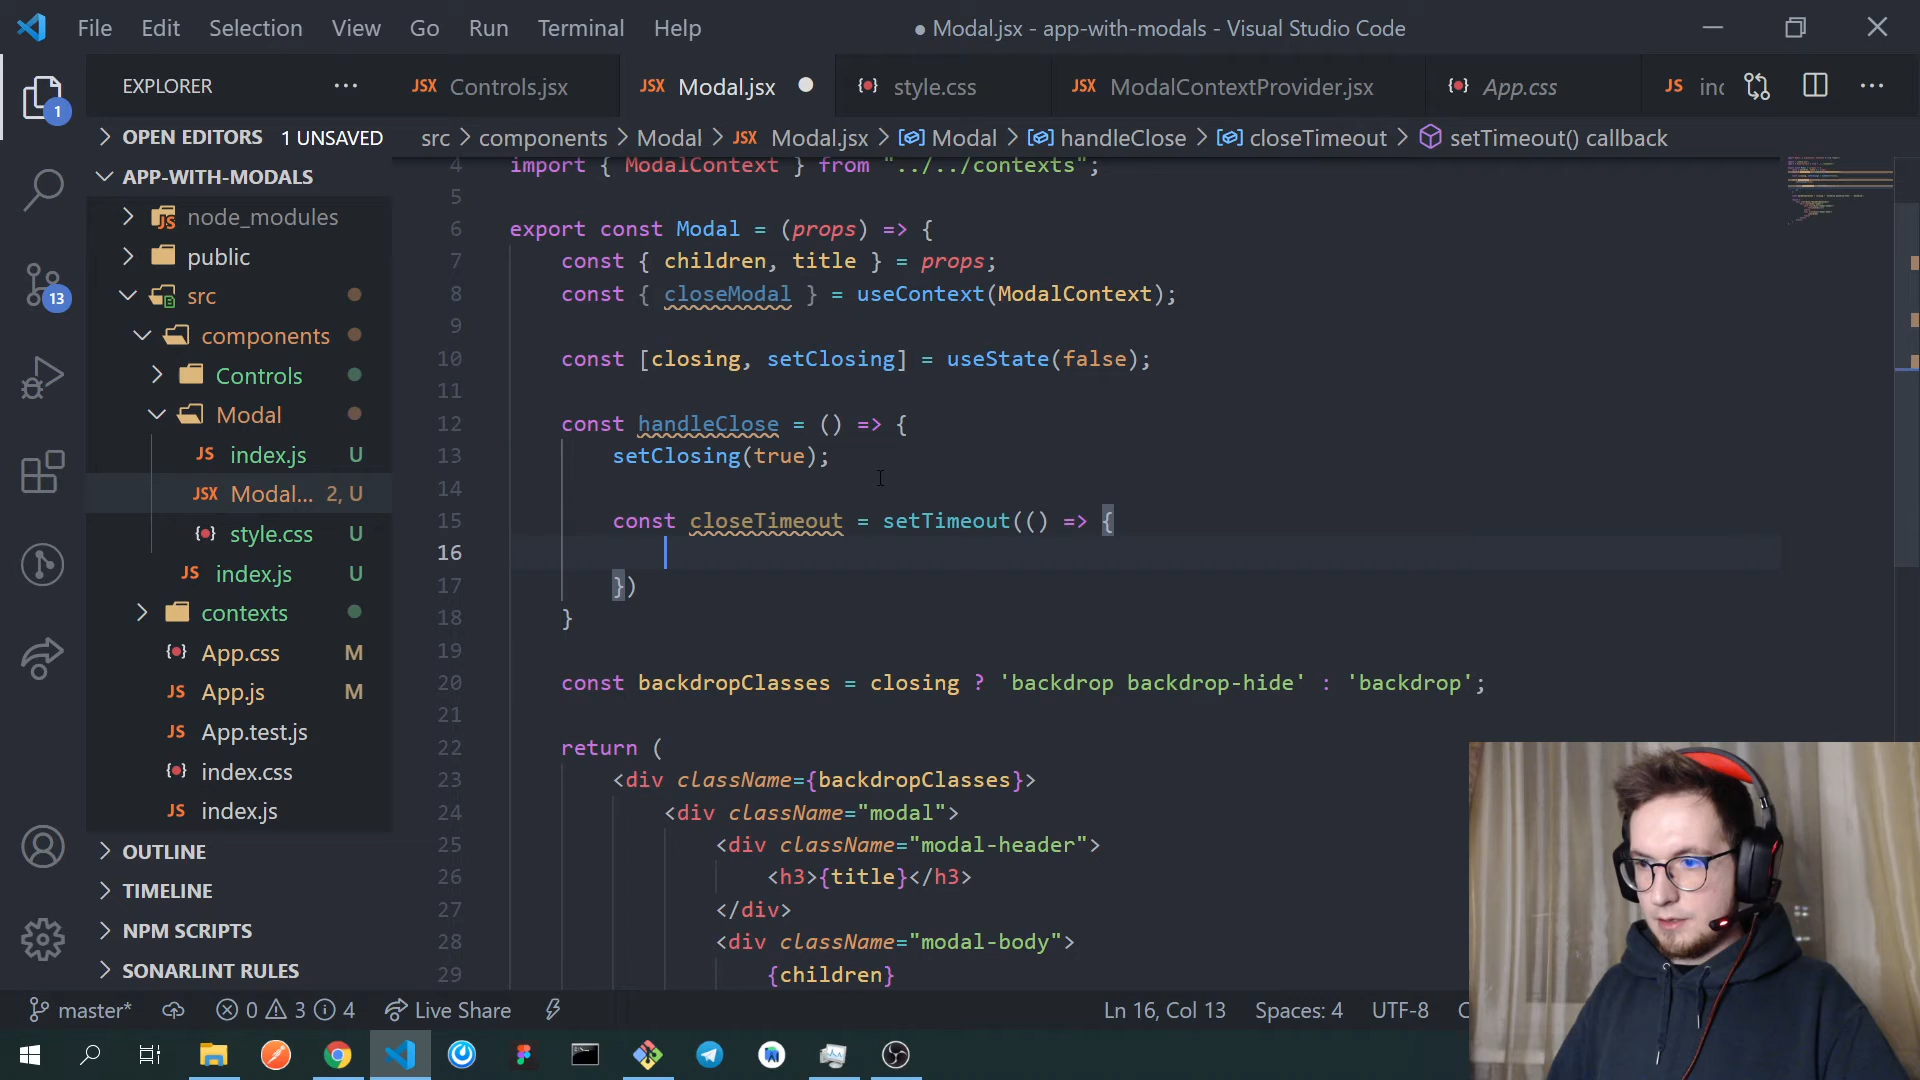 File Edit Selection View Go Run Terminal Help
● Modal.jsx - app-with-modals - Visual Studio Code
EXPLORER ···
JSX Controls.jsx
JSX Modal.jsx ●
style.css
JSX ModalContextProvider.jsx
App.css
JS inc
OPEN EDITORS 1 UNSAVED
src > components > Modal > JSX Modal.jsx > Modal > handleClose > closeTimeout > setTimeout() callback
1
APP-WITH-MODALS
node_modules
public
src
components
Controls
Modal
JS index.js U
JSX Modal... 2, U
style.css U
JS index.js U
contexts
App.css M
JS App.js M
JS App.test.js
index.css
JS index.js
OUTLINE
TIMELINE
NPM SCRIPTS
SONARLINT RULES
13
4 import { ModalContext } from "../../contexts";
5
6 export const Modal = (props) => {
7 const { children, title } = props;
8 const { closeModal } = useContext(ModalContext);
9
10 const [closing, setClosing] = useState(false);
11
12 const handleClose = () => {
13 setClosing(true);
14
15 const closeTimeout = setTimeout(() => {
16
17 })
18 }
19
20 const backdropClasses = closing ? 'backdrop backdrop-hide' : 'backdrop';
21
22 return (
23 <div className={backdropClasses}>
24 <div className="modal">
25 <div className="modal-header">
26 <h3>{title}</h3>
27 </div>
28 <div className="modal-body">
29 {children}
master* 0 3 4 Live Share Ln 16, Col 13 Spaces: 4 UTF-8 C